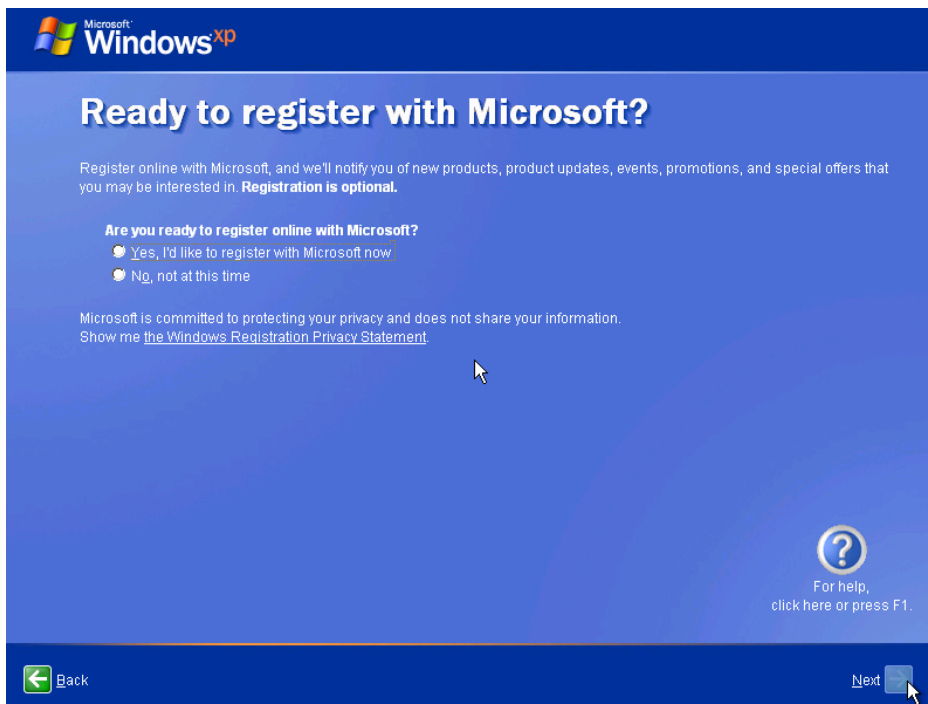 Microsoft
Windows xp
Ready to register with Microsoft?
Register online with Microsoft, and we'll notify you of new products, product updates, events, promotions, and special offers that
you may be interested in. Registration is optional.
Are you ready to register online with Microsoft?
Yes, I'd like to register with Microsoft now
No, not at this time
Microsoft is committed to protecting your privacy and does not share your information.
Show me the Windows Registration Privacy Statement.
For help,
click here or press F1.
Back
Next